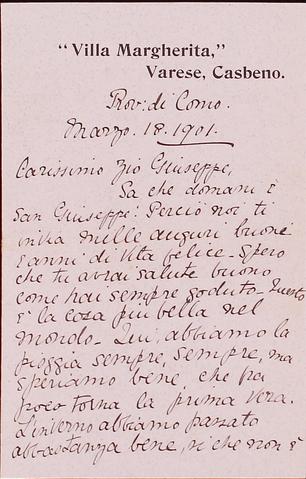 "Villa Margherita,"
Varese, Casbeno.
Prov: di Como.
Marzo. 18. 1901.
Carissimo Zio Giuseppe,
Sa che domani è
San Giuseppe! Perciò noi ti
mille auguri buoni
e anni di vita felice - Spero
che tu avrai salute buono
come hai sempre goduto - Questo
è la cosa più bella nel
mondo - Qui, abbiamo la
pioggia sempre, sempre, ma
speriamo bene, che fra
poco torna la prima vera.
L'inverno abbiamo passato
abbastanza bene, si che non è